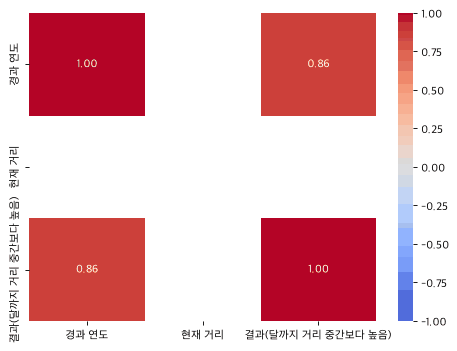 경과 연도
현재 거리
결과(달까지 거리 중간보다 높음)
1.00
0.86
0.86
1.00
경과 연도
현재 거리
결과(달까지 거리 중간보다 높음)
1.00
0.75
0.50
0.25
0.00
−0.25
−0.50
−0.75
−1.00